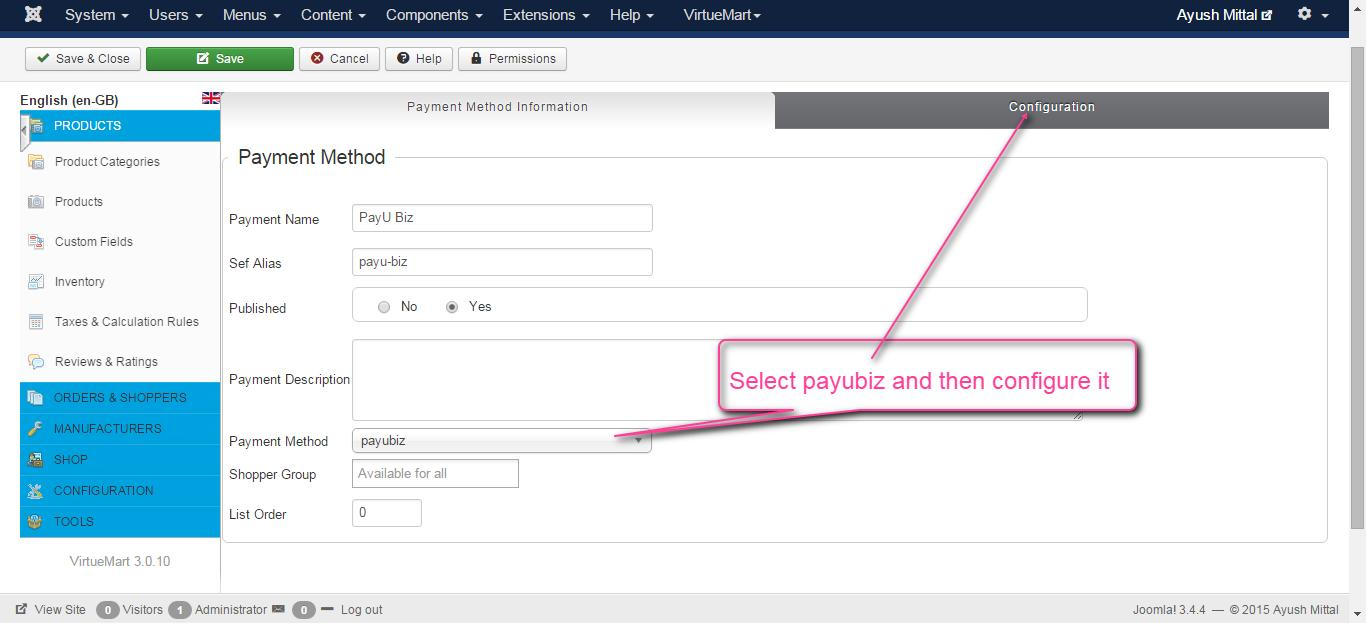 System Users Menus Content Components Extensions Help VirtueMart Ayush Mittal
Save & Close Save Cancel Help Permissions
English (en-GB)
PRODUCTS
Product Categories
Products
Custom Fields
Inventory
Taxes & Calculation Rules
Reviews & Ratings
ORDERS & SHOPPERS
MANUFACTURERS
SHOP
CONFIGURATION
TOOLS
VirtueMart 3.0.10
Payment Method Information Configuration
Payment Method
Payment Name PayU Biz
Sef Alias payu-biz
Published No Yes
Payment Description
Select payubiz and then configure it
Payment Method payubiz
Shopper Group Available for all
List Order 0
View Site 0 Visitors 1 Administrator 0 Log out Joomla! 3.4.4 — © 2015 Ayush Mittal